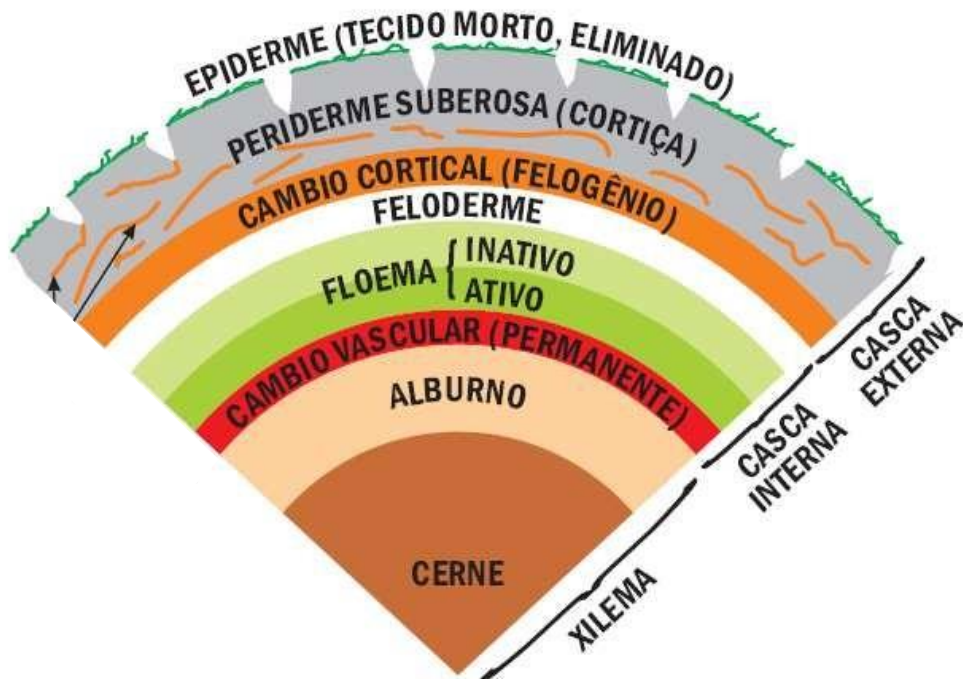 EPIDERME (TECIDO MORTO, ELIMINADO)
PERIDERME SUBEROSA (CORTIÇA)
CAMBIO CORTICAL (FELOGÊNIO)
FELODERME
FLOEMA { INATIVO
ATIVO
CAMBIO VASCULAR (PERMANENTE)
ALBURNO
CERNE
CASCA
EXTERNA
CASCA
INTERNA
XILEMA